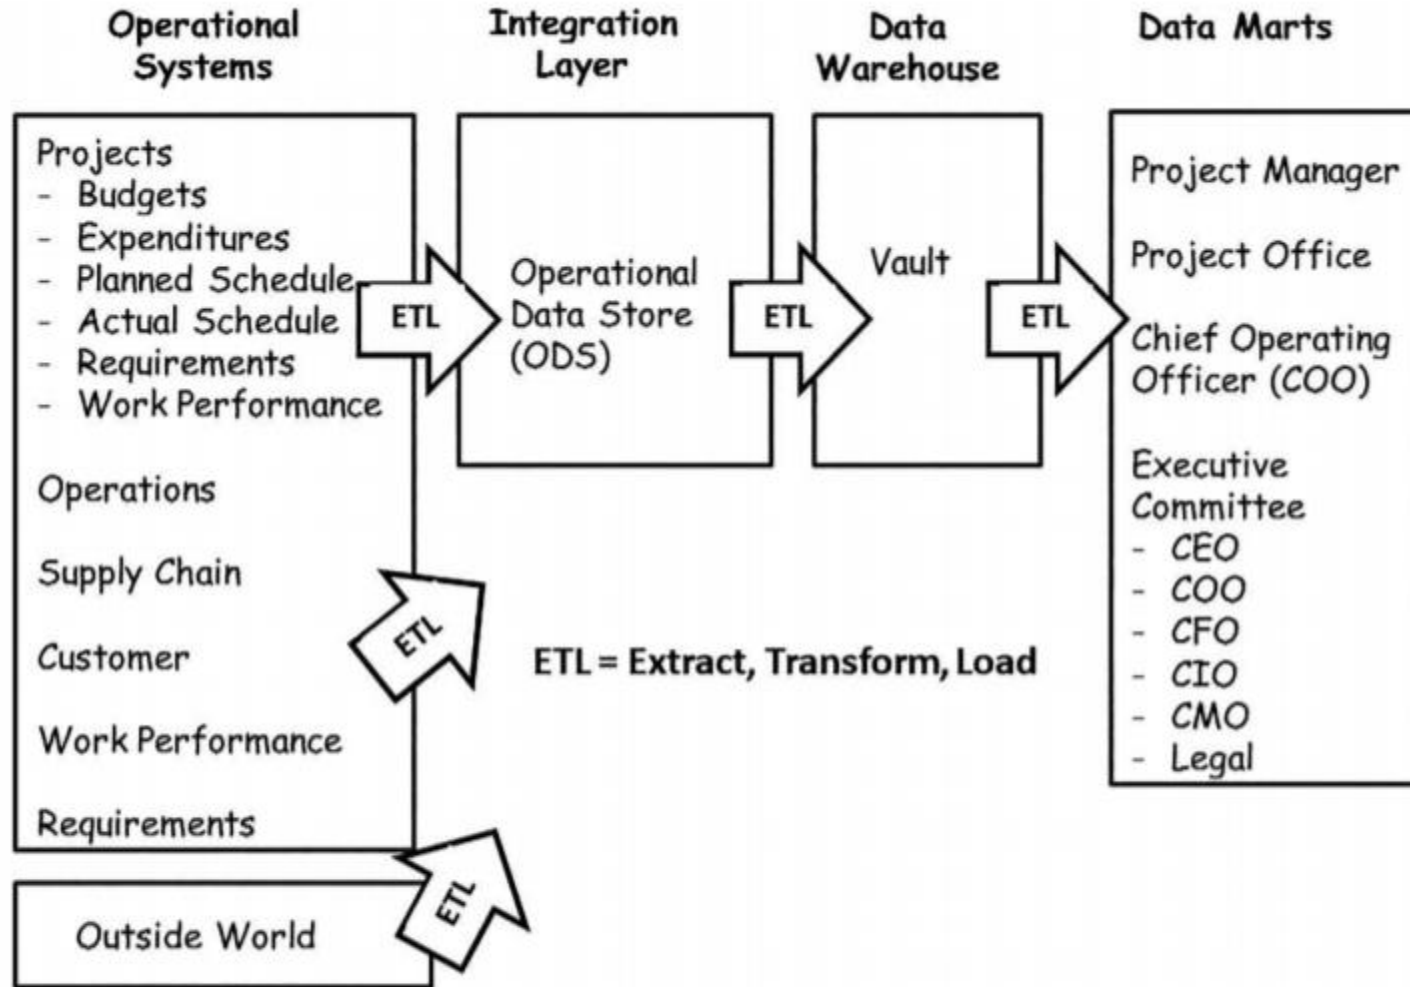 Operational
Systems
Integration
Layer
Data
Warehouse
Data Marts
Projects
- Budgets
- Expenditures
- Planned Schedule
- Actual Schedule
- Requirements
- Work Performance
Operations
Supply Chain
Customer
Work Performance
Requirements
Outside World
ETL
ETL
ETL
Operational
Data Store
(ODS)
ETL
Vault
ETL
Project Manager
Project Office
Chief Operating
Officer (COO)
Executive
Committee
- CEO
- COO
- CFO
- CIO
- CMO
- Legal
ETL = Extract, Transform, Load